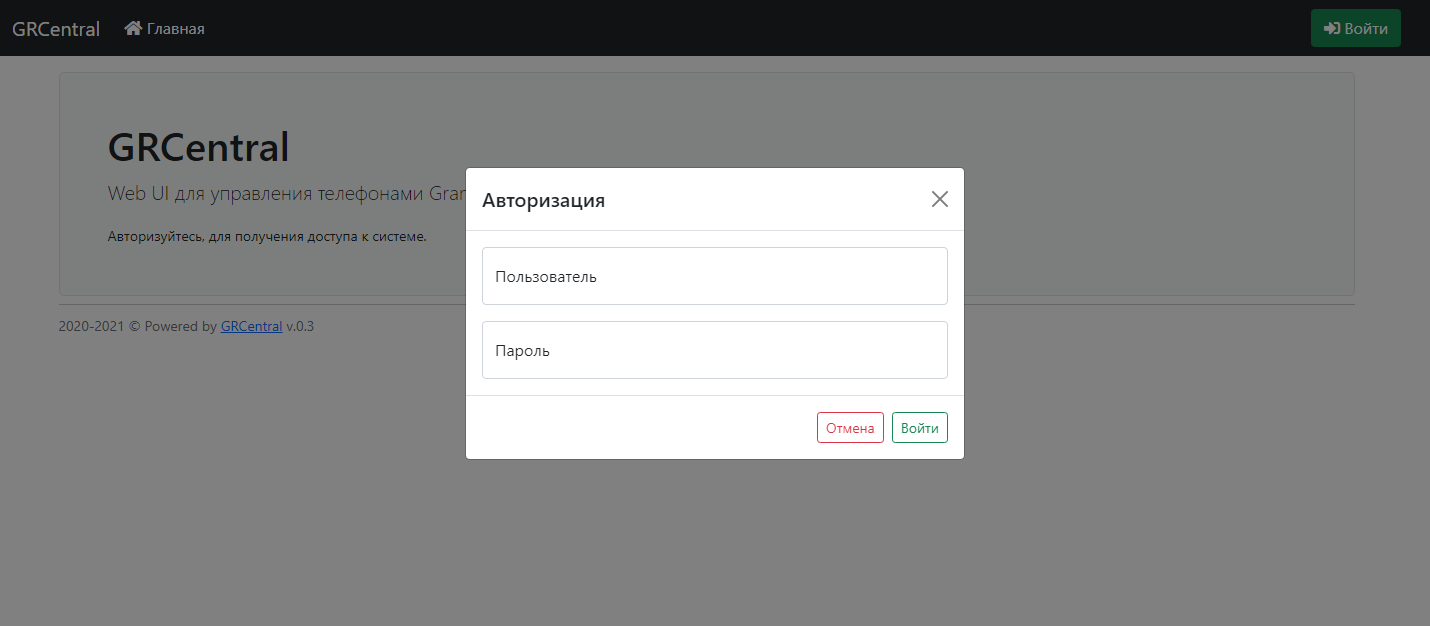 GRCentral
Главная
Войти
GRCentral
Web UI для управления телефонами
Авторизуйтесь, для получения доступа к системе.
Авторизация
Пользователь
Пароль
Отмена
Войти
2020-2021 © Powered by GRCentral v.0.3